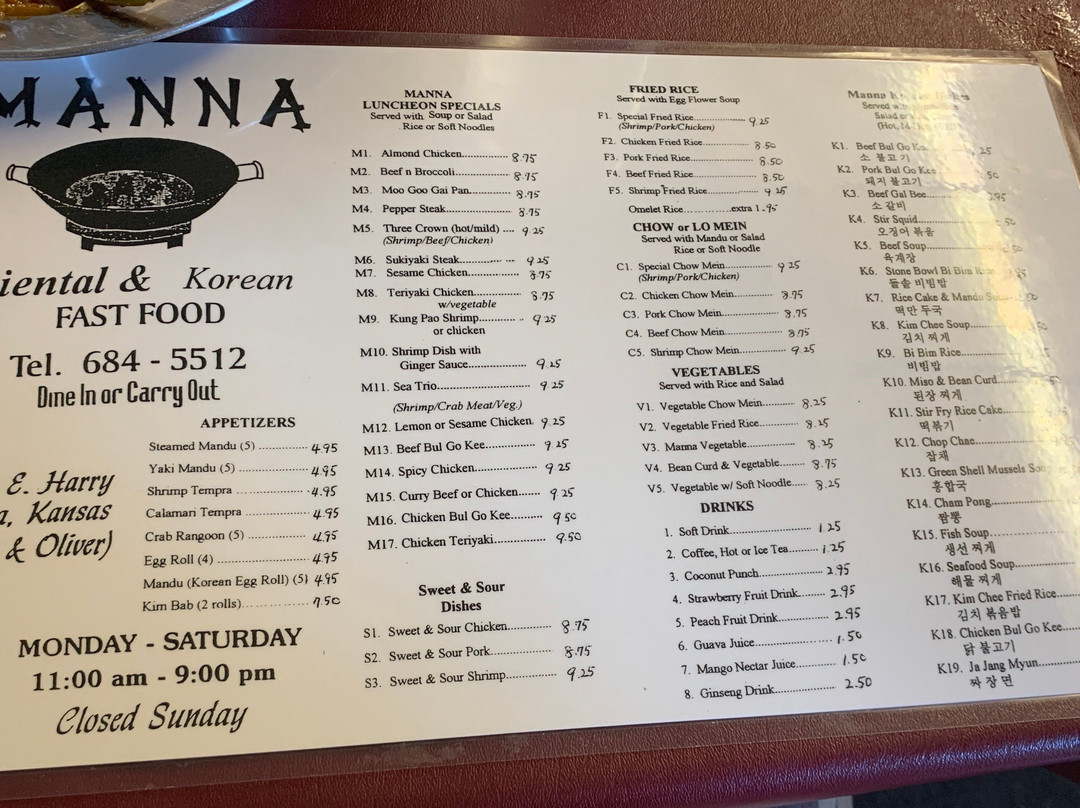 MANNA
Oriental & Korean
FAST FOOD
Tel. 684 - 5512
Dine In or Carry Out
APPETIZERS
Steamed Mandu (5) ............ 4.95
Yaki Mandu (5) .................. 4.95
Shrimp Tempra .................. 4.95
Calamari Tempra ............... 4.95
Crab Rangoon (5) ............... 4.95
Egg Roll (4) ........................ 4.95
Mandu (Korean Egg Roll) (5) 4.95
Kim Bab (2 rolls).................. 7.50
E. Harry
Kansas
& Oliver)
MONDAY - SATURDAY
11:00 am - 9:00 pm
Closed Sunday
MANNA
LUNCHEON SPECIALS
Served with Soup or Salad
Rice or Soft Noodles
M1. Almond Chicken............... 8.75
M2. Beef n Broccoli................. 8.75
M3. Moo Goo Gai Pan............ 8.75
M4. Pepper Steak.................. 8.75
M5. Three Crown (hot/mild) .... 9.25
(Shrimp/Beef/Chicken)
M6. Sukiyaki Steak............... 9.25
M7. Sesame Chicken............... 8.75
M8. Teriyaki Chicken............... 8.75
w/vegetable
M9. Kung Pao Shrimp............ 9.25
or chicken
M10. Shrimp Dish with
Ginger Sauce.................. 9.25
M11. Sea Trio........................ 9.25
(Shrimp/Crab Meat/Veg.)
M12. Lemon or Sesame Chicken. 9.25
M13. Beef Bul Go Kee............ 9.25
M14. Spicy Chicken............... 9.25
M15. Curry Beef or Chicken...... 9.25
M16. Chicken Bul Go Kee......... 9.50
M17. Chicken Teriyaki............... 9.50
Sweet & Sour
Dishes
S1. Sweet & Sour Chicken............ 8.75
S2. Sweet & Sour Pork............... 8.75
S3. Sweet & Sour Shrimp............ 9.25
FRIED RICE
Served with Egg Flower Soup
F1. Special Fried Rice............... 9.25
(Shrimp/Pork/Chicken)
F2. Chicken Fried Rice............... 8.50
F3. Pork Fried Rice.................. 8.50
F4. Beef Fried Rice.................. 8.50
F5. Shrimp Fried Rice............... 9.25
Omelet Rice............extra 1.95
CHOW or LO MEIN
Served with Mandu or Salad
Rice or Soft Noodle
C1. Special Chow Mein............ 9.25
(Shrimp/Pork/Chicken)
C2. Chicken Chow Mein............ 8.75
C3. Pork Chow Mein............... 8.75
C4. Beef Chow Mein............... 8.75
C5. Shrimp Chow Mein............ 9.25
VEGETABLES
Served with Rice and Salad
V1. Vegetable Chow Mein......... 8.25
V2. Vegetable Fried Rice......... 8.25
V3. Manna Vegetable............ 8.25
V4. Bean Curd & Vegetable...... 8.75
V5. Vegetable w/ Soft Noodle..... 8.25
DRINKS
1. Soft Drink........................ 1.25
2. Coffee, Hot or Ice Tea......... 1.25
3. Coconut Punch.................. 2.95
4. Strawberry Fruit Drink......... 2.95
5. Peach Fruit Drink............... 2.95
6. Guava Juice..................... 1.50
7. Mango Nectar Juice............ 1.50
8. Ginseng Drink.................. 2.50
Manna
Served
Salad
K1. Beef Bul Go
소 불고기
K2. Pork Bul Go Kee
돼지 불고기
K3. Beef Gal Bee
소 갈비
K4. Stir Squid
오징어 볶음
K5. Beef Soup
육개장
K6. Stone Bowl Bi Bim Rice
돌솥 비빔밥
K7. Rice Cake & Mandu Soup
떡만 두국
K8. Kim Chee Soup
김치 찌게
K9. Bi Bim Rice
비빔밥
K10. Miso & Bean Curd
된장 찌게
K11. Stir Fry Rice Cake
떡볶기
K12. Chop Chae
잡채
K13. Green Shell Mussels Soup
홍합국
K14. Cham Pong
짬뽕
K15. Fish Soup
생선 찌게
K16. Seafood Soup
해물 찌게
K17. Kim Chee Fried Rice
김치 볶음밥
K18. Chicken Bul Go Kee
닭 불고기
K19. Ja Jang Myun
짜 장 면